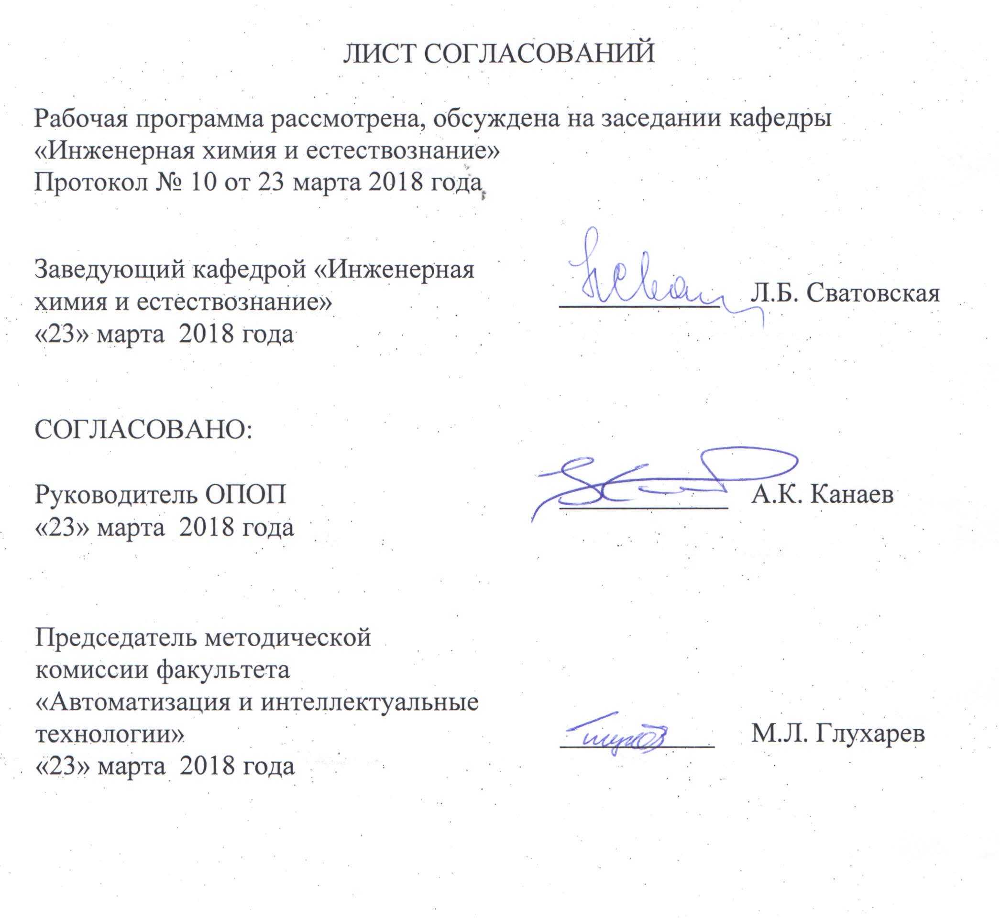 ЛИСТ СОГЛАСОВАНИЙ
Рабочая программа рассмотрена, обсуждена на заседании кафедры
«Инженерная химия и естествознание»
Протокол № 10 от 23 марта 2018 года
Заведующий кафедрой «Инженерная
химия и естествознание»
Л.Б. Сватовская
«23» марта 2018 года
СОГЛАСОВАНО:
Руководитель ОПОП
А.К. Канаев
«23» марта 2018 года
Председатель методической
комиссии факультета
«Автоматизация и интеллектуальные
технологии»
М.Л. Глухарев
«23» марта 2018 года